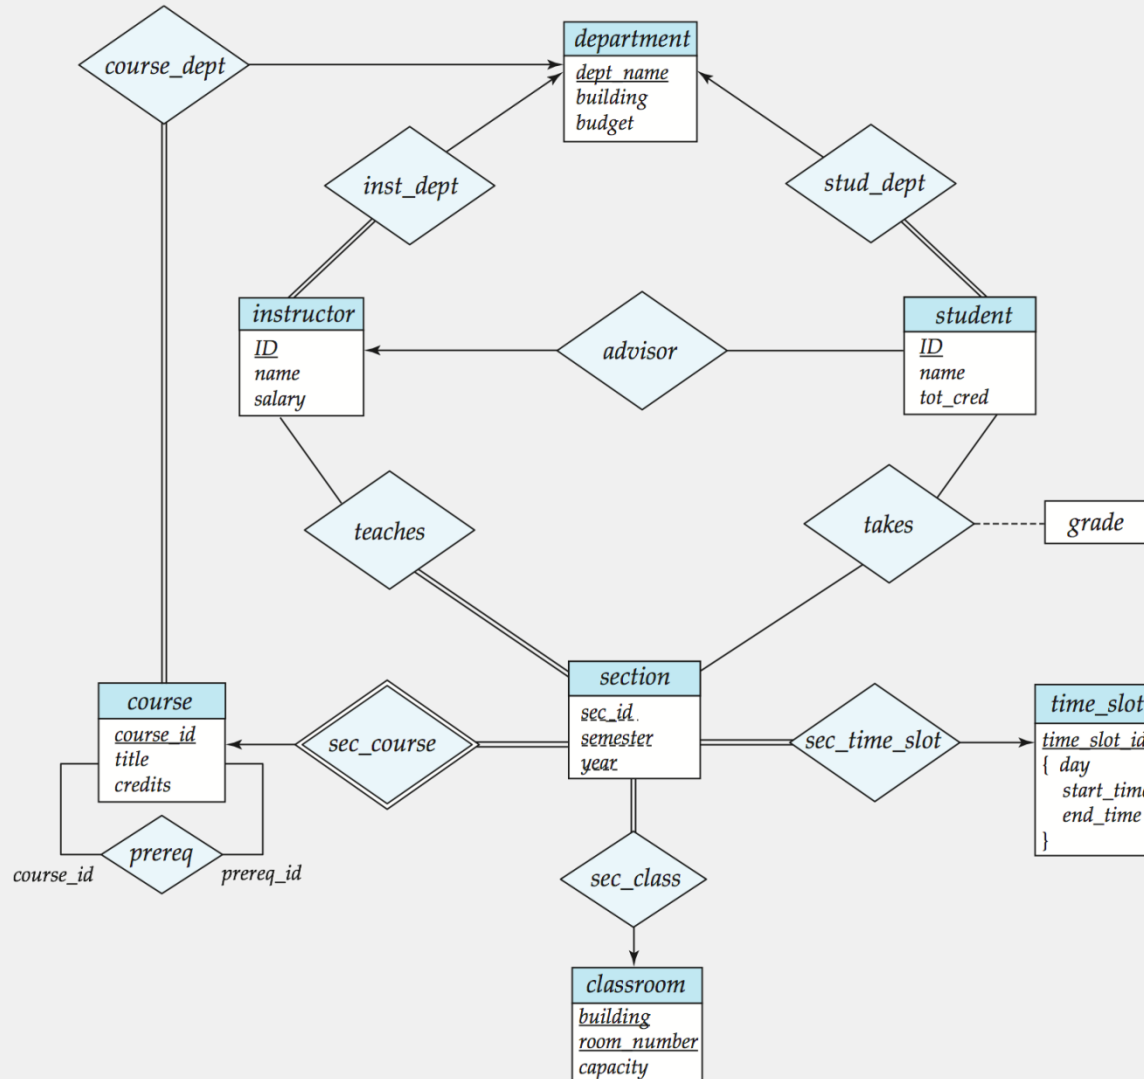 course_dept
department
dept_name
building
budget
inst_dept
stud_dept
instructor
ID
name
salary
advisor
student
ID
name
tot_cred
teaches
takes
grade
course
course_id
title
credits
sec_course
section
sec_id
semester
year
sec_time_slot
time_slot
time_slot_id
{ day
start_time
end_time
}
prereq
course_id
prereq_id
sec_class
classroom
building
room_number
capacity